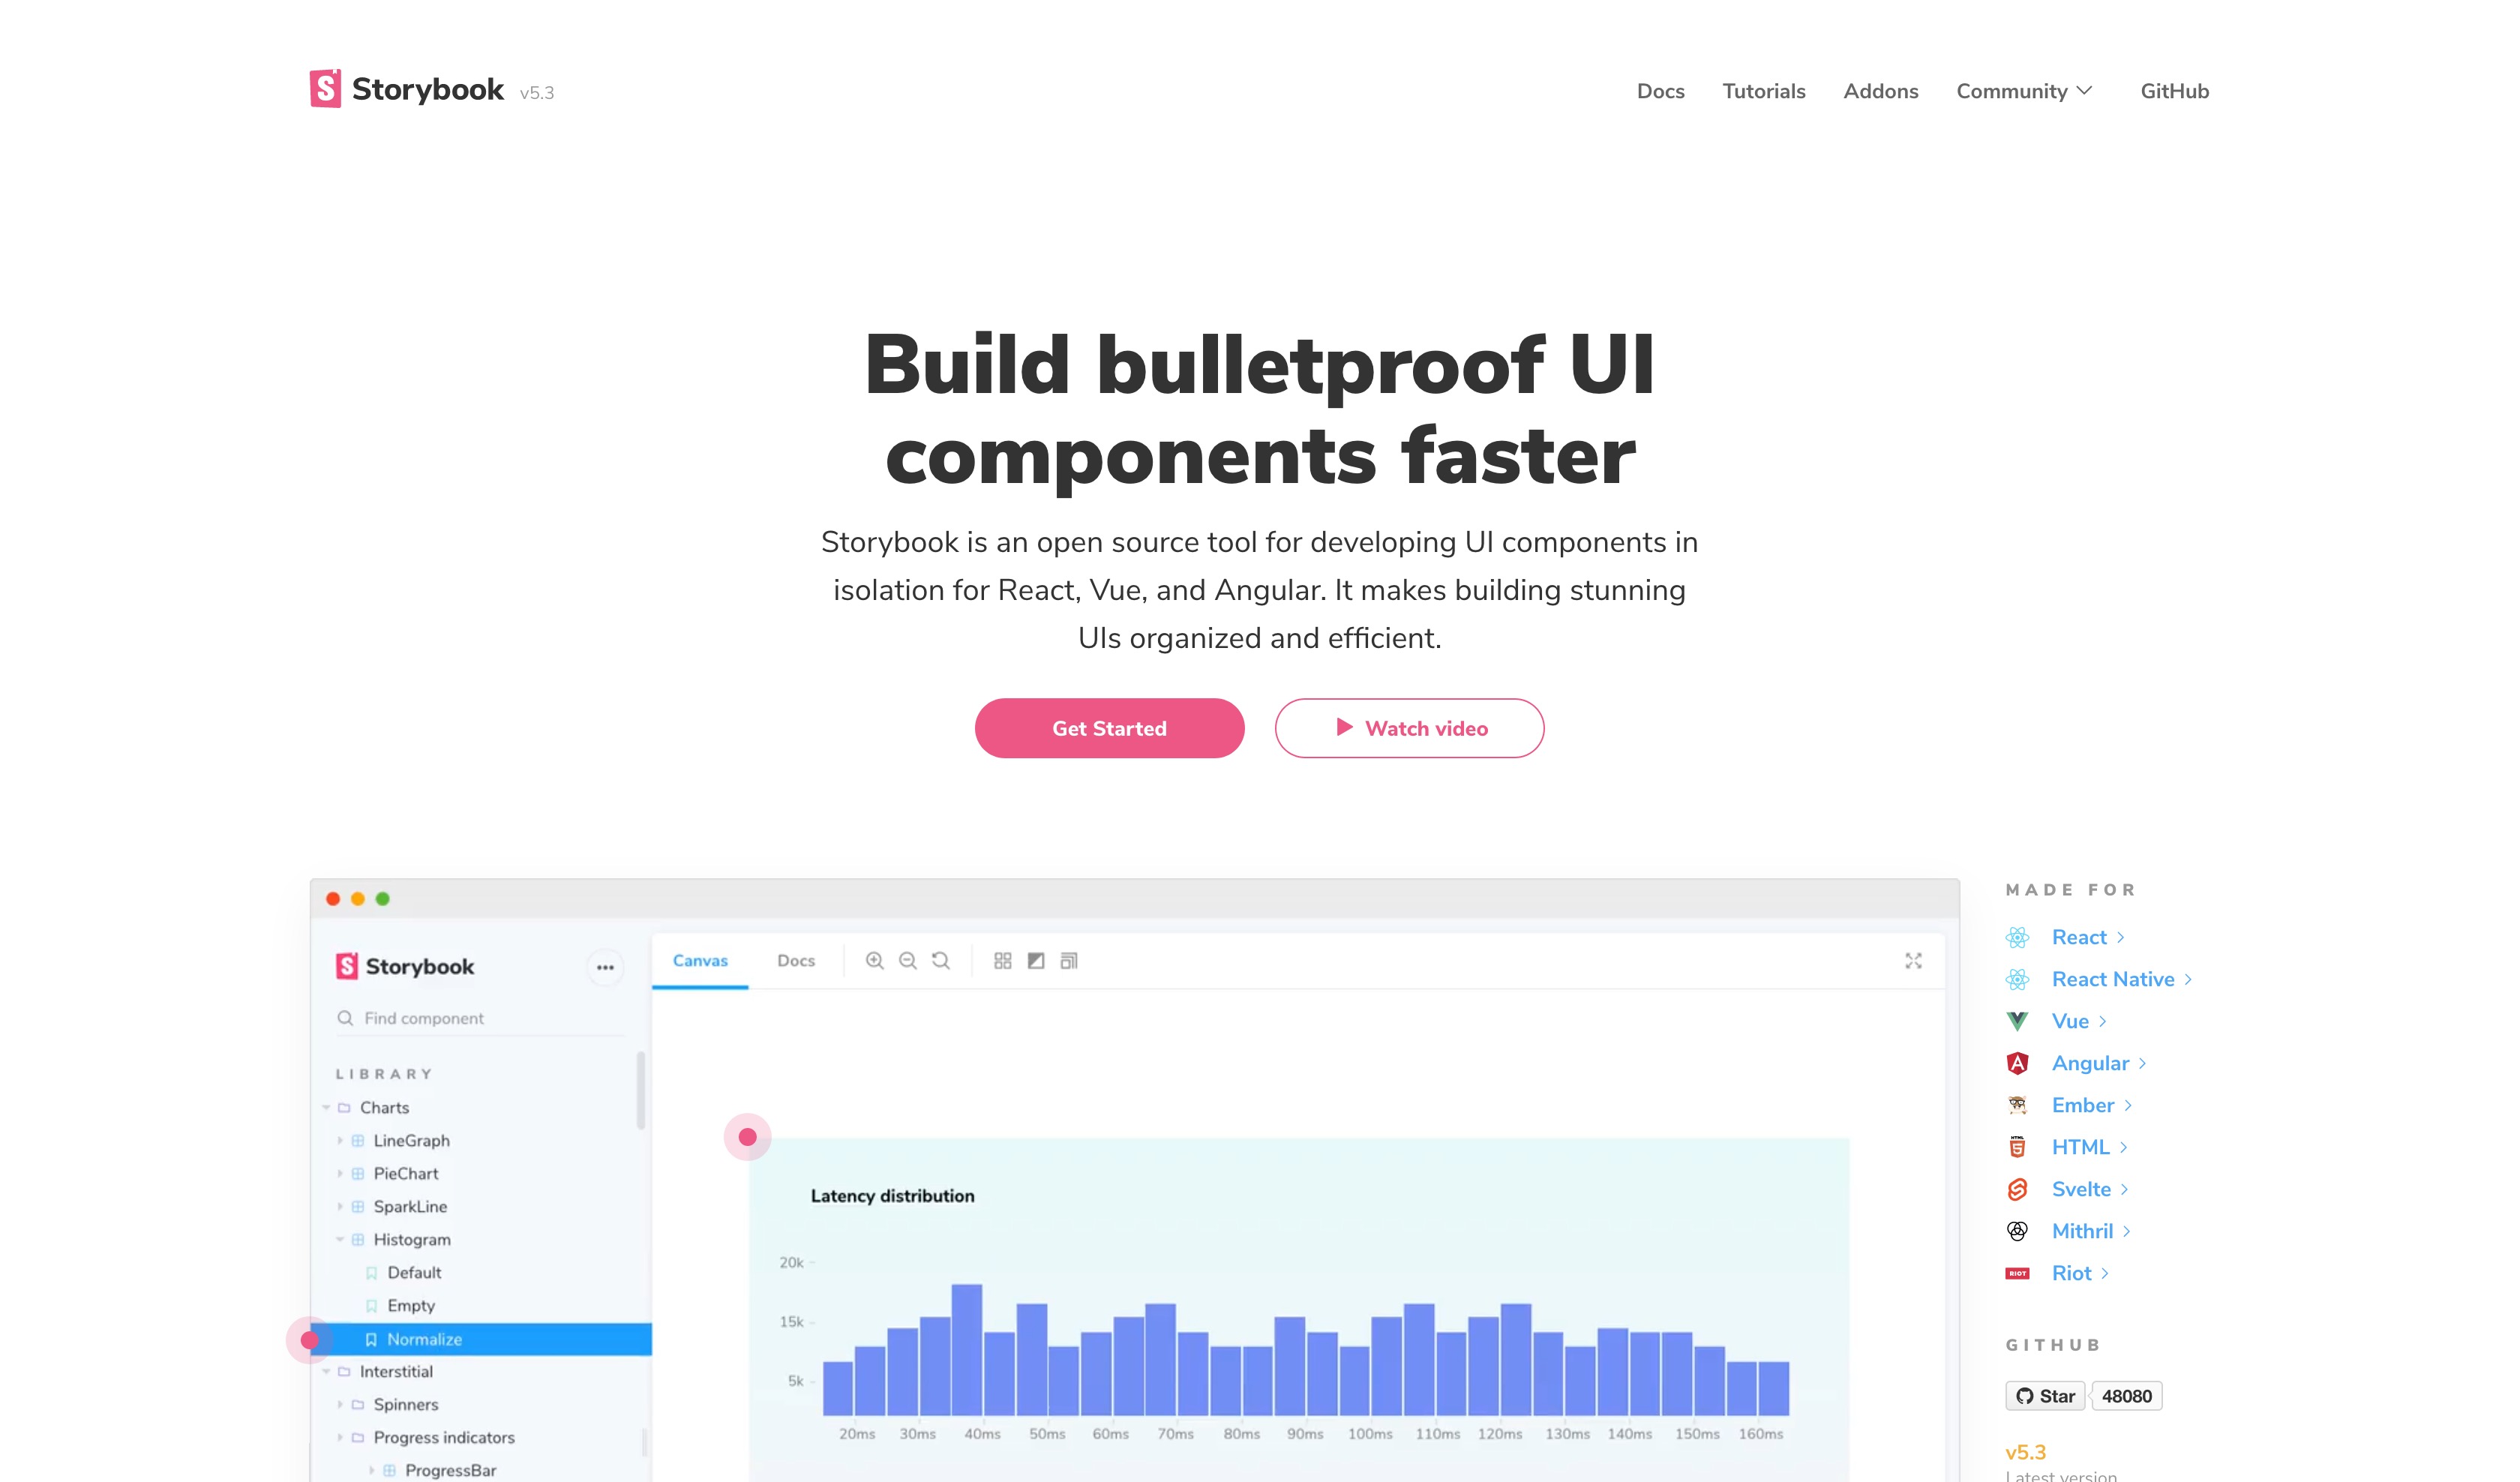 Storybook v5.3
Docs Tutorials Addons Community GitHub
Build bulletproof UI
components faster
Storybook is an open source tool for developing UI components in
isolation for React, Vue, and Angular. It makes building stunning
UIs organized and efficient.
Get Started Watch video
Storybook
Find component
LIBRARY
Charts
LineGraph
PieChart
SparkLine
Histogram
Default
Empty
Normalize
Interstitial
Spinners
Progress indicators
ProgressBar
Canvas Docs
Latency distribution
20k
15k
5k
20ms 30ms 40ms 50ms 60ms 70ms 80ms 90ms 100ms 110ms 120ms 130ms 140ms 150ms 160ms
MADE FOR
React
React Native
Vue
Angular
Ember
HTML
Svelte
Mithril
RIOT Riot
GITHUB
Star 48080
v5.3
Latest version